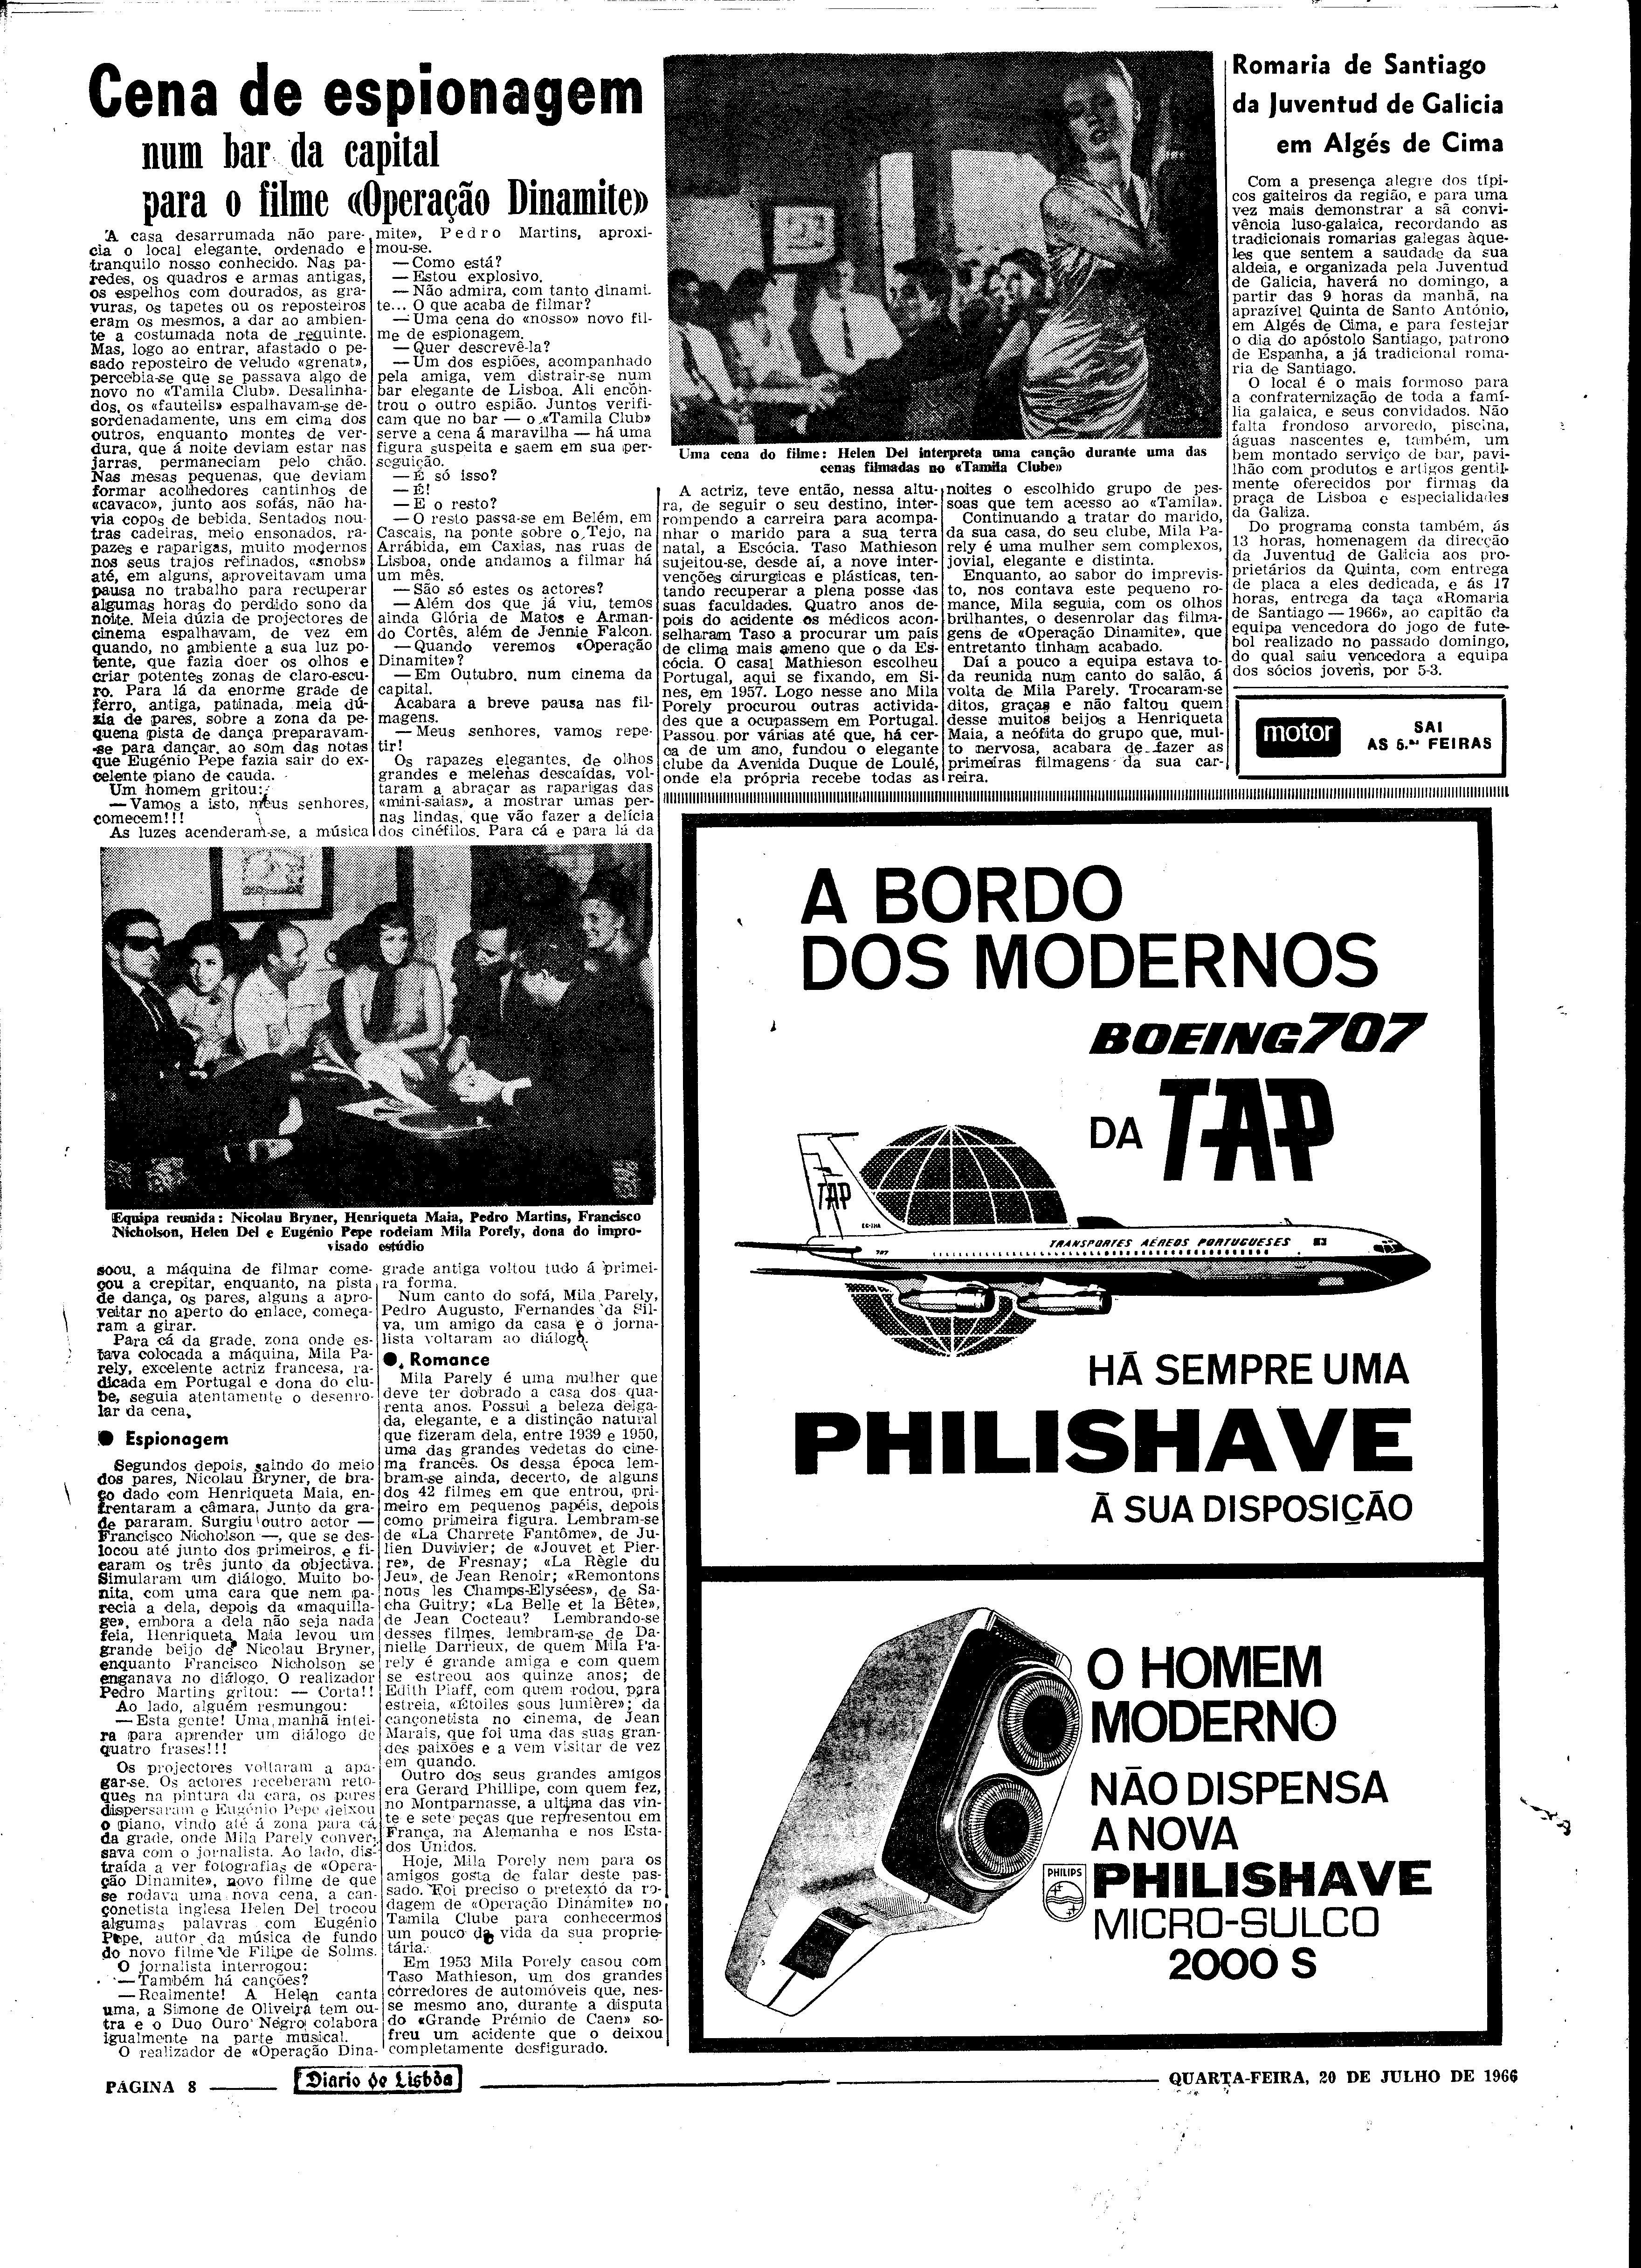 Cena de espionagem
num bar da capital
para o filme «Operação Dinamite»
A casa desarrumada não pare-
cia o local elegante, ordenado e
tranquilo nosso conhecido. Nas pa-
redes, os quadros e armas antigas,
os espelhos com dourados, as gra-
vuras, os tapetes ou os reposteiros
eram os mesmos, a dar ao ambien-
te a costumada nota de requinte.
Mas, logo ao entrar, afastado o pe-
sado reposteiro de veludo «grenat»,
percebia-se que se passava algo de
novo no «Tamila Club». Desalinha-
dos, os «fauteils» espalhavam-se de-
sordenadamente, uns em cima dos
outros, enquanto montes de ver-
dura, que á noite deviam estar nas
jarras, permaneciam pelo chão.
Nas mesas pequenas, que deviam
formar acolhedores cantinhos de
«cavaco», junto aos sofás, não ha-
via copos de bebida. Sentados nou-
tras cadeiras, meio ensonados, ra-
pazes e raparigas, muito modernos
nos seus trajos refinados, «snobs»
até, em alguns, aproveitavam uma
pausa no trabalho para recuperar
algumas horas do perdido sono da
noite. Meia dúzia de projectores de
cinema espalhavam, de vez em
quando, no ambiente a sua luz po-
tente, que fazia doer os olhos e
criar potentes zonas de claro-escu-
ro. Para lá da enorme grade de
ferro, antiga, patinada, meia dú-
zia de pares, sobre a zona da pe-
quena pista de dança preparavam-
-se para dançar, ao som das notas
que Eugénio Pepe fazia sair do ex-
celente piano de cauda.
Um homem gritou:
— Vamos a isto, meus senhores,
comecem!!!
As luzes acenderam-se, a música
Equipa reunida: Nicolau Bryner, Henriqueta Maia, Pedro Martins, Francisco
Nicholson, Helen Del e Eugénio Pepe rodeiam Mila Porely, dona do impro-
visado estúdio
soou, a máquina de filmar come-
çou a crepitar, enquanto, na pista
de dança, os pares, alguns a apro-
veitar no aperto do enlace, começa-
ram a girar.
Para cá da grade, zona onde es-
tava colocada a máquina, Mila Pa-
rely, excelente actriz francesa, ra-
dicada em Portugal e dona do clu-
be, seguia atentamente o desenro-
lar da cena.
● Espionagem
Segundos depois, saindo do meio
dos pares, Nicolau Bryner, de bra-
ço dado com Henriqueta Maia, en-
frentaram a câmara. Junto da gra-
de pararam. Surgiu outro actor —
Francisco Nicholson —, que se des-
locou até junto dos primeiros, e fi-
caram os três junto da objectiva.
Simularam um diálogo. Muito bo-
nita, com uma cara que nem pa-
recia a dela, depois da «maquilla-
ge», embora a dela não seja nada
feia, Henriqueta Maia levou um
grande beijo de Nicolau Bryner,
enquanto Francisco Nicholson se
enganava no diálogo. O realizador
Pedro Martins gritou: — Corta!!
Ao lado, alguém resmungou:
— Esta gente! Uma manhã intei-
ra para aprender um diálogo de
quatro frases!!!
Os projectores voltaram a apa-
gar-se. Os actores receberam reto-
ques na pintura da cara, os pares
dispersaram e Eugénio Pepe deixou
o piano, vindo até á zona para cá
da grade, onde Mila Parely conver-
sava com o jornalista. Ao lado, dis-
traída a ver fotografias de «Opera-
ção Dinamite», novo filme de que
se rodava uma nova cena, a can-
çonetista inglesa Helen Del trocou
algumas palavras com Eugénio
Pepe, autor da música de fundo
do novo filme de Filipe de Solms.
O jornalista interrogou:
— Também há canções?
— Realmente! A Helen canta
uma, a Simone de Oliveira tem ou-
tra e o Duo Ouro Negro colabora
igualmente na parte musical.
O realizador de «Operação Dina-
mite», Pedro Martins, aproxi-
mou-se.
— Como está?
— Estou explosivo.
— Não admira, com tanto dinami-
te... O que acaba de filmar?
— Uma cena do «nosso» novo fil-
me de espionagem.
— Quer descrevê-la?
— Um dos espiões, acompanhado
pela amiga, vem distrair-se num
bar elegante de Lisboa. Ali encon-
trou o outro espião. Juntos verifi-
cam que no bar — o «Tamila Club»
serve a cena á maravilha — há uma
figura suspeita e saem em sua per-
seguição.
— É só isso?
— É!
— E o resto?
— O resto passa-se em Belém, em
Cascais, na ponte sobre o Tejo, na
Arrábida, em Caxias, nas ruas de
Lisboa, onde andamos a filmar há
um mês.
— São só estes os actores?
— Além dos que já viu, temos
ainda Glória de Matos e Arman-
do Cortês, além de Jennie Falcon.
— Quando veremos «Operação
Dinamite»?
— Em Outubro, num cinema da
capital.
Acabara a breve pausa nas fil-
magens.
— Meus senhores, vamos repe-
tir!
Os rapazes elegantes, de olhos
grandes e melenas descaídas, vol-
taram a abraçar as raparigas das
«mini-saias», a mostrar umas per-
nas lindas, que vão fazer a delícia
dos cinéfilos. Para cá e para lá da
grade antiga voltou tudo á primei-
ra forma.
Num canto do sofá, Mila Parely,
Pedro Augusto, Fernandes da Sil-
va, um amigo da casa e o jorna-
lista voltaram ao diálogo.
● Romance
Mila Parely é uma mulher que
deve ter dobrado a casa dos qua-
renta anos. Possui a beleza delga-
da, elegante, e a distinção natural
que fizeram dela, entre 1939 e 1950,
uma das grandes vedetas do cine-
ma francês. Os dessa época lem-
bram-se ainda, decerto, de alguns
dos 42 filmes em que entrou, pri-
meiro em pequenos papéis, depois
como primeira figura. Lembram-se
de «La Charrete Fantôme», de Ju-
lien Duvivier; de «Jouvet et Pier-
re», de Fresnay; «La Règle du
Jeu», de Jean Renoir; «Remontons
nous les Champs-Elysées», de Sa-
cha Guitry; «La Belle et la Bête»,
de Jean Cocteau? Lembrando-se
desses filmes, lembram-se de Da-
nielle Darrieux, de quem Mila Pa-
rely é grande amiga e com quem
se estreou aos quinze anos; de
Edith Piaff, com quem rodou, para
estreia, «Étoiles sous lumière»; da
cançonetista no cinema, de Jean
Marais, que foi uma das suas gran-
des paixões e a vem visitar de vez
em quando.
Outro dos seus grandes amigos
era Gerard Phillipe, com quem fez,
no Montparnasse, a ultima das vin-
te e sete peças que representou em
França, na Alemanha e nos Esta-
dos Unidos.
Hoje, Mila Porely nem para os
amigos gosta de falar deste pas-
sado. Foi preciso o pretexto da ro-
dagem de «Operação Dinamite» no
Tamila Clube para conhecermos
um pouco da vida da sua proprie-
tária.
Em 1953 Mila Porely casou com
Taso Mathieson, um dos grandes
corredores de automóveis que, nes-
se mesmo ano, durante a disputa
do «Grande Prémio de Caen» so-
freu um acidente que o deixou
completamente desfigurado.
Uma cena do filme: Helen Del interpreta uma canção durante uma das
cenas filmadas no «Tamila Clube»
A actriz, teve então, nessa altu-
ra, de seguir o seu destino, inter-
rompendo a carreira para acompa-
nhar o marido para a sua terra
natal, a Escócia. Taso Mathieson
sujeitou-se, desde aí, a nove inter-
venções cirurgicas e plásticas, ten-
tando recuperar a plena posse das
suas faculdades. Quatro anos de-
pois do acidente os médicos acon-
selharam Taso a procurar um país
de clima mais ameno que o da Es-
cócia. O casal Mathieson escolheu
Portugal, aqui se fixando, em Si-
nes, em 1957. Logo nesse ano Mila
Porely procurou outras activida-
des que a ocupassem em Portugal.
Passou por várias até que, há cer-
ca de um ano, fundou o elegante
clube da Avenida Duque de Loulé,
onde ela própria recebe todas as
noites o escolhido grupo de pes-
soas que tem acesso ao «Tamila».
Continuando a tratar do marido,
da sua casa, do seu clube, Mila Pa-
rely é uma mulher sem complexos,
jovial, elegante e distinta.
Enquanto, ao sabor do imprevis-
to, nos contava este pequeno ro-
mance, Mila seguia, com os olhos
brilhantes, o desenrolar das filma-
gens de «Operação Dinamite», que
entretanto tinham acabado.
Daí a pouco a equipa estava to-
da reunida num canto do salão, á
volta de Mila Parely. Trocaram-se
ditos, graças e não faltou quem
desse muitos beijos a Henriqueta
Maia, a neófita do grupo que, mui-
to nervosa, acabara de fazer as
primeiras filmagens da sua car-
reira.
Romaria de Santiago
da Juventud de Galicia
em Algés de Cima
Com a presença alegre dos típi-
cos gaiteiros da região, e para uma
vez mais demonstrar a sã convi-
vência luso-galaica, recordando as
tradicionais romarias galegas àque-
les que sentem a saudade da sua
aldeia, e organizada pela Juventud
de Galicia, haverá no domingo, a
partir das 9 horas da manhã, na
aprazível Quinta de Santo António,
em Algés de Cima, e para festejar
o dia do apóstolo Santiago, patrono
de Espanha, a já tradicional roma-
ria de Santiago.
O local é o mais formoso para
a confraternização de toda a famí-
lia galaica, e seus convidados. Não
falta frondoso arvoredo, piscina,
águas nascentes e, também, um
bem montado serviço de bar, pavi-
lhão com produtos e artigos gentil-
mente oferecidos por firmas da
praça de Lisboa e especialidades
da Galiza.
Do programa consta também, ás
13 horas, homenagem da direcção
da Juventud de Galicia aos pro-
prietários da Quinta, com entrega
de placa a eles dedicada, e ás 17
horas, entrega da taça «Romaria
de Santiago — 1966», ao capitão da
equipa vencedora do jogo de fute-
bol realizado no passado domingo,
do qual saiu vencedora a equipa
dos sócios jovens, por 5-3.
motor
SAI
AS 5.ªˢ FEIRAS
A BORDO
DOS MODERNOS
BOEING 707
DA TAP
TAP
707
TRANSPORTES AÉREOS PORTUGUESES
HÁ SEMPRE UMA
PHILISHAVE
À SUA DISPOSIÇÃO
O HOMEM
MODERNO
NÃO DISPENSA
A NOVA
PHILIPS
PHILISHAVE
MICRO-SULCO
2000 S
PÁGINA 8
Diario de Lisbôa
QUARTA-FEIRA, 20 DE JULHO DE 1966